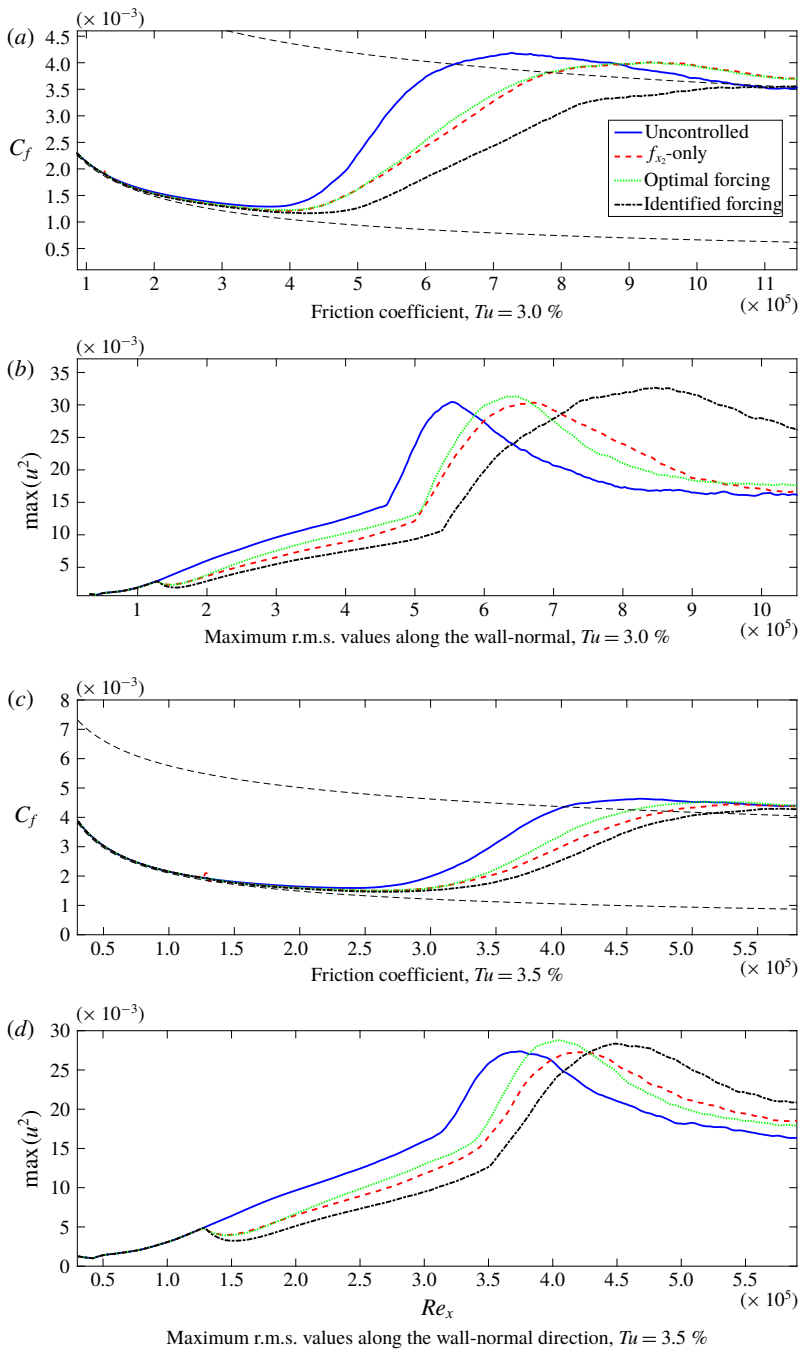 (a)
(× 10⁻³)
4.5
4.0
3.5
3.0
2.5
2.0
1.5
1.0
0.5
C_f
Uncontrolled
f_{x₂}-only
Optimal forcing
Identified forcing
1 2 3 4 5 6 7 8 9 10 11
(× 10⁵)
Friction coefficient, Tu = 3.0 %
(b)
(× 10⁻³)
35
30
25
20
15
10
5
max (u²)
1 2 3 4 5 6 7 8 9 10
(× 10⁵)
Maximum r.m.s. values along the wall-normal, Tu = 3.0 %
(c)
(× 10⁻³)
8
7
6
5
4
3
2
1
0
C_f
0.5 1.0 1.5 2.0 2.5 3.0 3.5 4.0 4.5 5.0 5.5
(× 10⁵)
Friction coefficient, Tu = 3.5 %
(d)
(× 10⁻³)
30
25
20
15
10
5
0
max (u²)
0.5 1.0 1.5 2.0 2.5 3.0 3.5 4.0 4.5 5.0 5.5
(× 10⁵)
Re_x
Maximum r.m.s. values along the wall-normal direction, Tu = 3.5 %